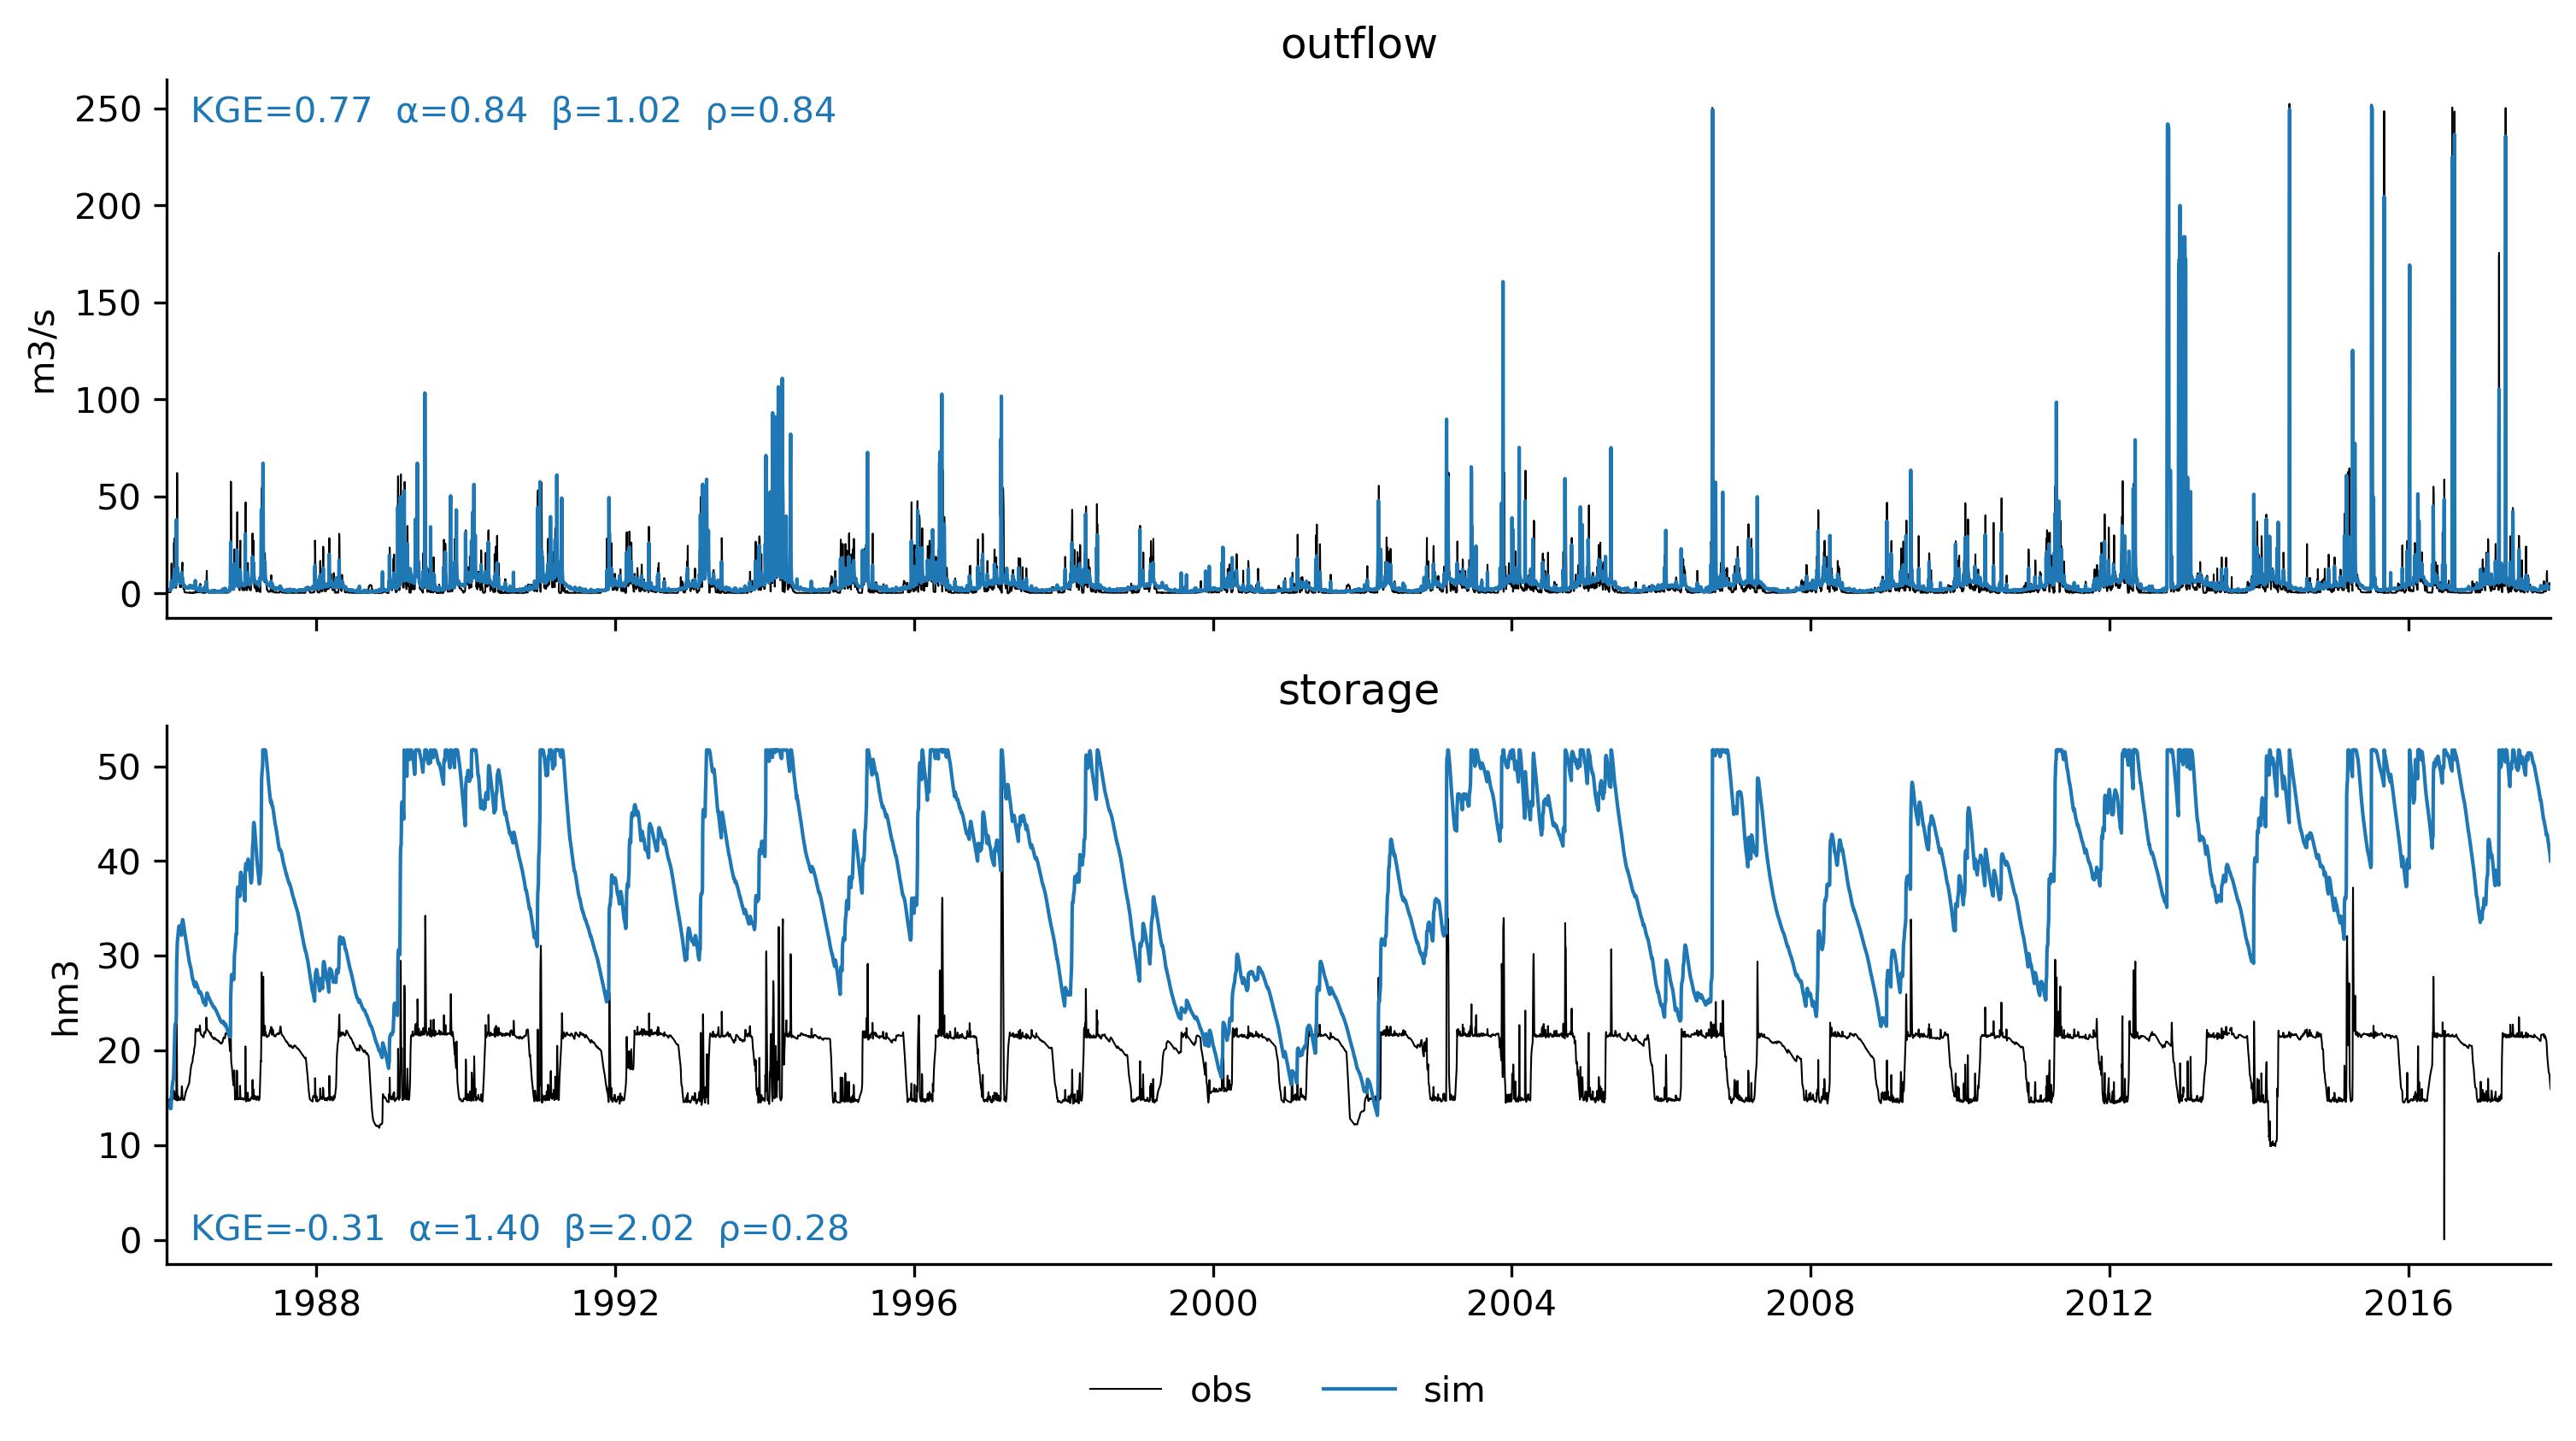 outflow
KGE=0.77 α=0.84 β=1.02 ρ=0.84
250
200
150
100
50
0
m3/s
storage
50
40
30
20
10
0
hm3
KGE=-0.31 α=1.40 β=2.02 ρ=0.28
1988 1992 1996 2000 2004 2008 2012 2016
obs sim